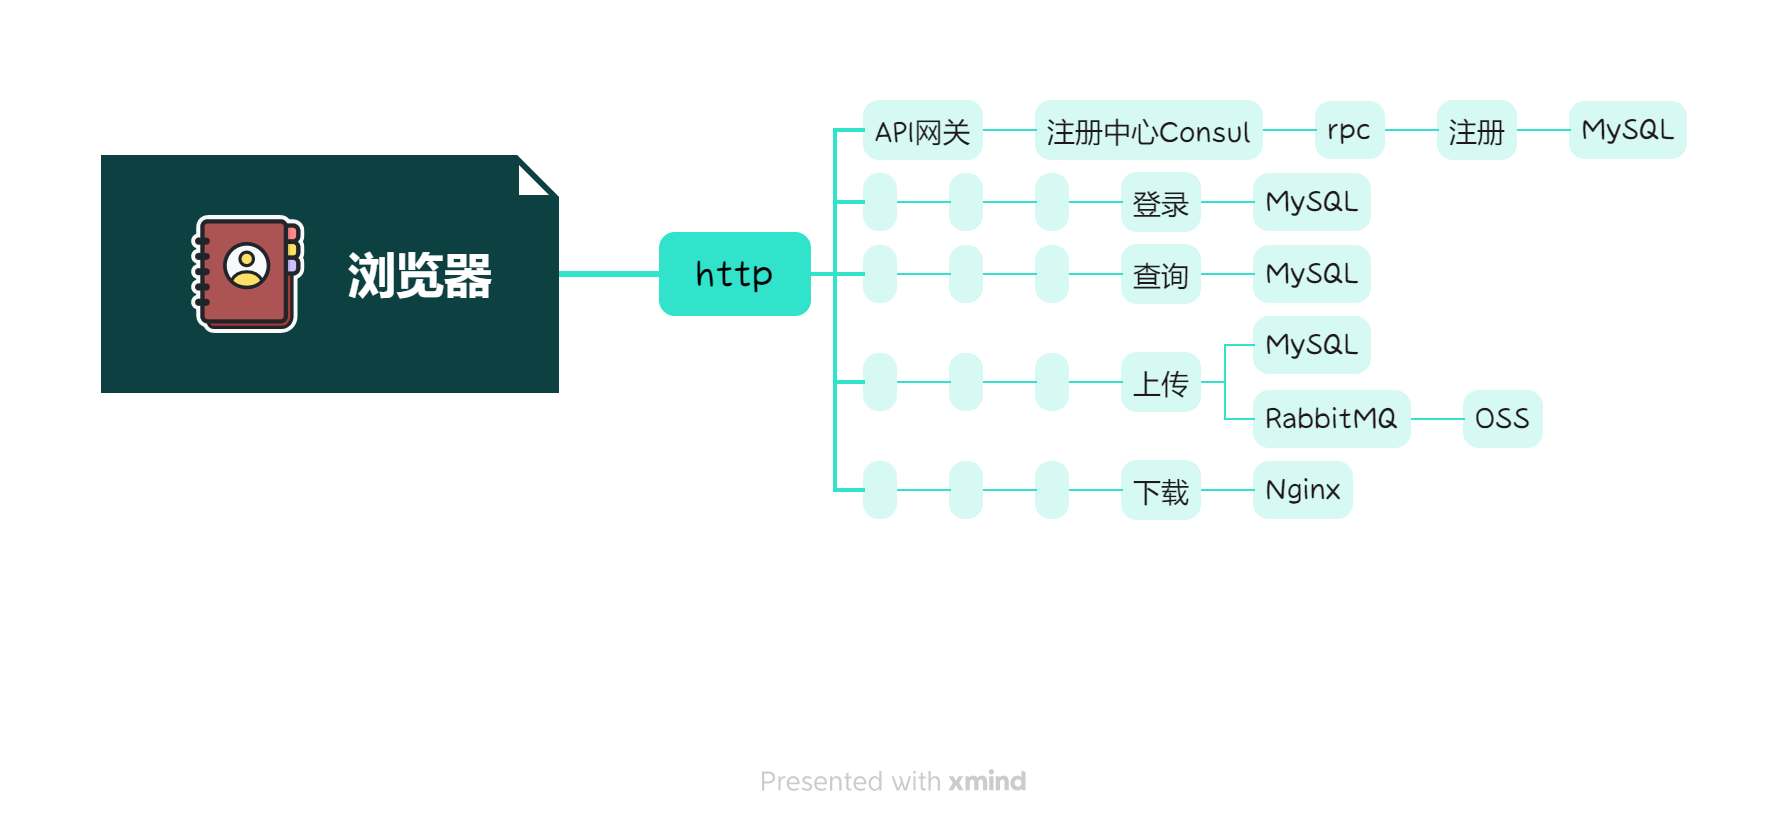 浏览器
http
API网关
注册中心Consul
rpc
注册
MySQL
登录
MySQL
查询
MySQL
上传
MySQL
RabbitMQ
OSS
下载
Nginx
Presented with xmind